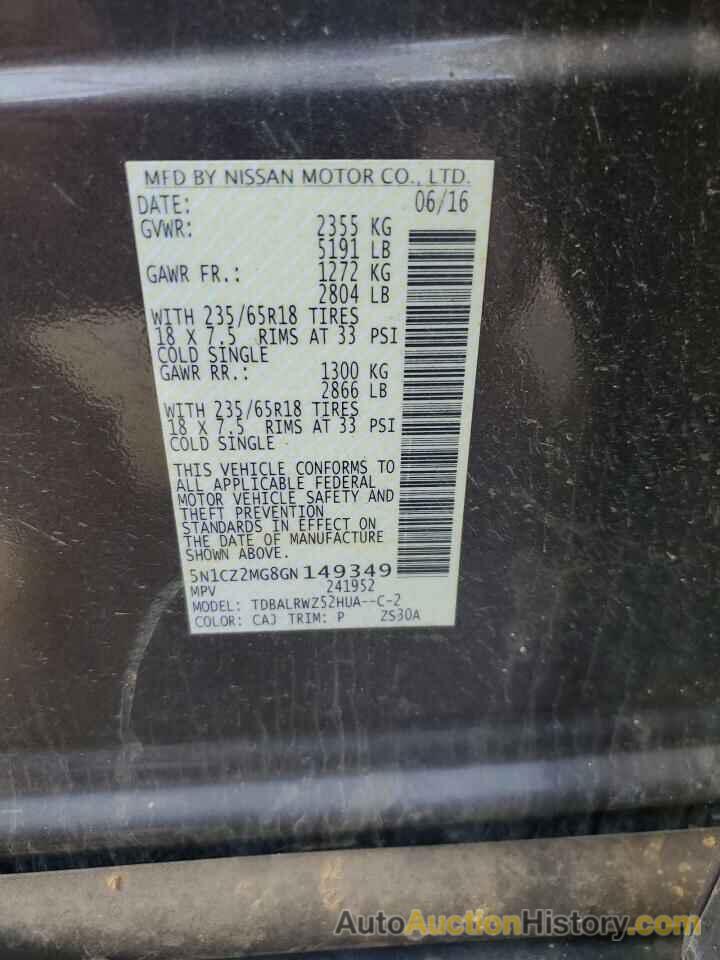 MFD BY NISSAN MOTOR CO., LTD.
DATE: 06/16
GVWR: 2355 KG
5191 LB
GAWR FR.: 1272 KG
2804 LB
WITH 235/65R18 TIRES
18 X 7.5 RIMS AT 33 PSI
COLD SINGLE
GAWR RR.: 1300 KG
2866 LB
WITH 235/65R18 TIRES
18 X 7.5 RIMS AT 33 PSI
COLD SINGLE
THIS VEHICLE CONFORMS TO
ALL APPLICABLE FEDERAL
MOTOR VEHICLE SAFETY AND
THEFT PREVENTION
STANDARDS IN EFFECT ON
THE DATE OF MANUFACTURE
SHOWN ABOVE.
5N1CZ2MG8GN149349
MPV 241952
MODEL: TDBALRWZ52HUA--C-2
COLOR: CAJ TRIM: P ZS30A
AutoAuctionHistory.com